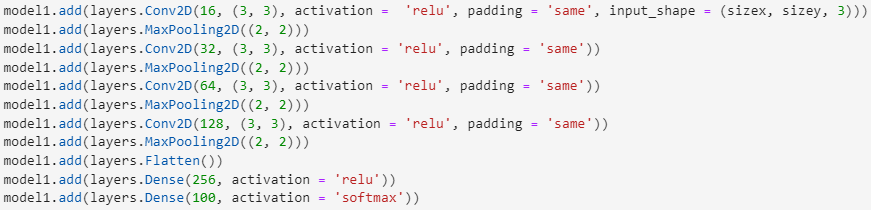 model1.add(layers.Conv2D(16, (3, 3), activation =  'relu', padding = 'same', input_shape = (sizex, sizey, 3)))
model1.add(layers.MaxPooling2D((2, 2)))
model1.add(layers.Conv2D(32, (3, 3), activation = 'relu', padding = 'same'))
model1.add(layers.MaxPooling2D((2, 2)))
model1.add(layers.Conv2D(64, (3, 3), activation = 'relu', padding = 'same'))
model1.add(layers.MaxPooling2D((2, 2)))
model1.add(layers.Conv2D(128, (3, 3), activation = 'relu', padding = 'same'))
model1.add(layers.MaxPooling2D((2, 2)))
model1.add(layers.Flatten())
model1.add(layers.Dense(256, activation = 'relu'))
model1.add(layers.Dense(100, activation = 'softmax'))